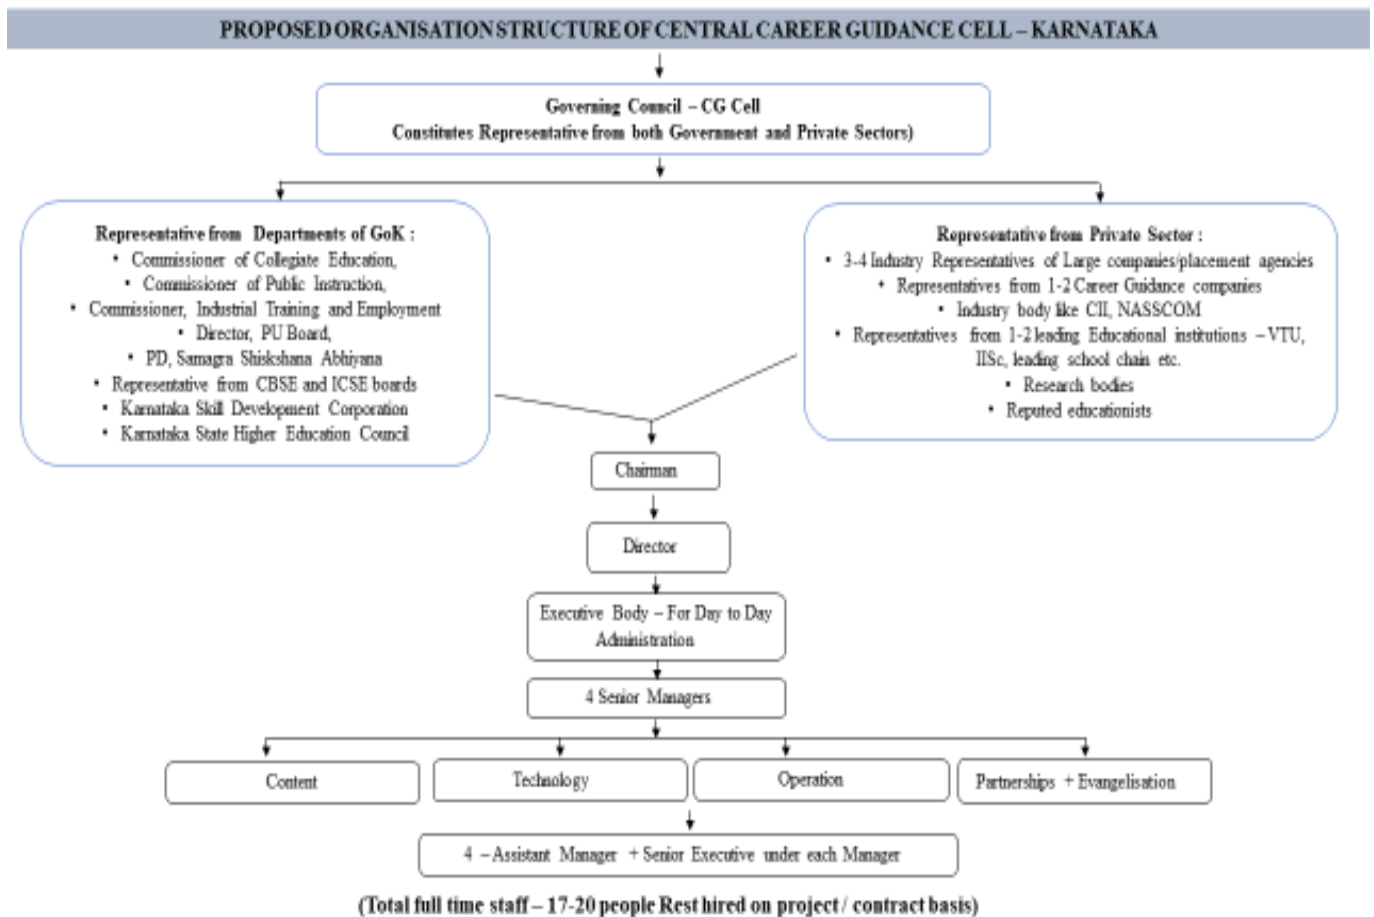 PROPOSED ORGANISATION STRUCTURE OF CENTRAL CAREER GUIDANCE CELL – KARNATAKA
Governing Council – CG Cell
Constitutes Representative from both Government and Private Sectors)
Representative from Departments of GoK :
• Commissioner of Collegiate Education,
• Commissioner of Public Instruction,
• Commissioner, Industrial Training and Employment
• Director, PU Board,
• PD, Samagra Shiskshana Abhiyana
• Representative from CBSE and ICSE boards
• Karnataka Skill Development Corporation
• Karnataka State Higher Education Council
Representative from Private Sector :
• 3-4 Industry Representatives of Large companies/placement agencies
• Representatives from 1-2 Career Guidance companies
• Industry body like CII, NASSCOM
• Representatives from 1-2 leading Educational institutions – VTU,
IISc, leading school chain etc.
• Research bodies
• Reputed educationists
Chairman
Director
Executive Body – For Day to Day
Administration
4 Senior Managers
Content
Technology
Operation
Partnerships + Evangelisation
4 – Assistant Manager + Senior Executive under each Manager
(Total full time staff – 17-20 people Rest hired on project / contract basis)